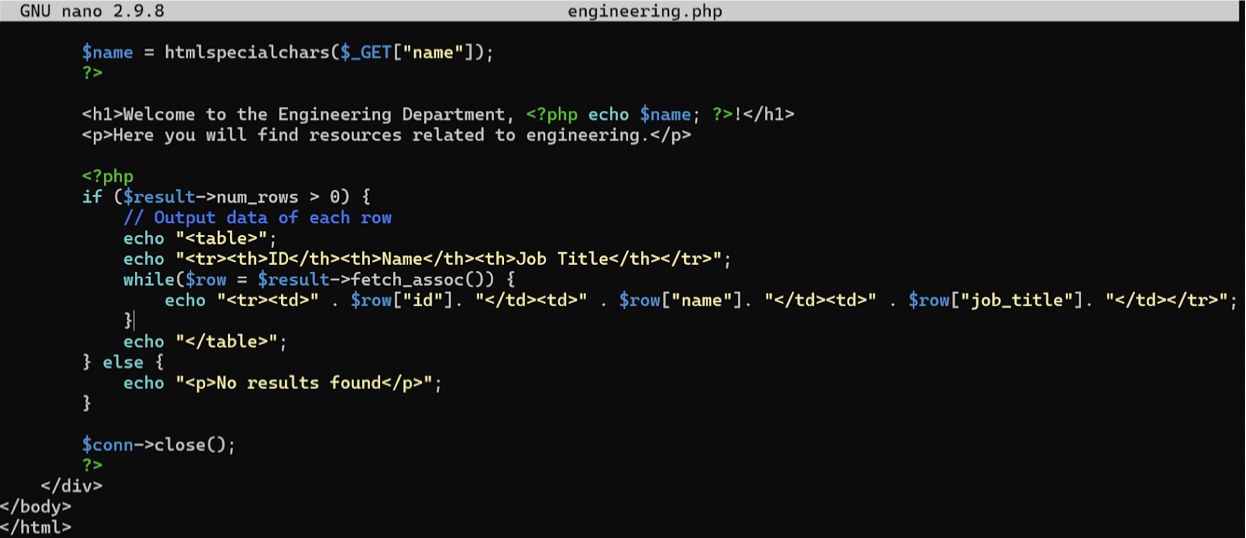 GNU nano 2.9.8 engineering.php
$name = htmlspecialchars($_GET["name"]);
?>
<h1>Welcome to the Engineering Department, <?php echo $name; ?>!</h1>
<p>Here you will find resources related to engineering.</p>
<?php
if ($result->num_rows > 0) {
// Output data of each row
echo "<table>";
echo "<tr><th>ID</th><th>Name</th><th>Job Title</th></tr>";
while($row = $result->fetch_assoc()) {
echo "<tr><td>" . $row["id"]. "</td><td>" . $row["name"]. "</td><td>" . $row["job_title"]. "</td></tr>";
}
echo "</table>";
} else {
echo "<p>No results found</p>";
}
$conn->close();
?>
</div>
</body>
</html>